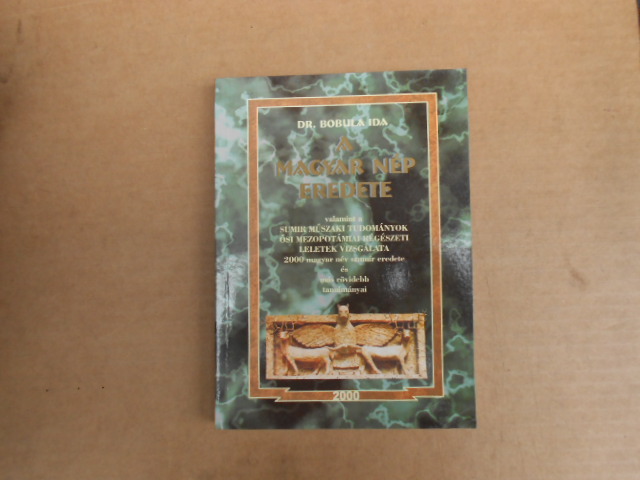 DR. BOBULA IDA
A
MAGYAR NÉP
EREDETE
valamint a
SUMIR MŰSZAKI TUDOMÁNYOK
ŐSI MEZOPOTÁMIAI RÉGÉSZETI
LELETEK VIZSGÁLATA
2000 magyar név sumir eredete
és
más rövidebb
tanulmányai
2000